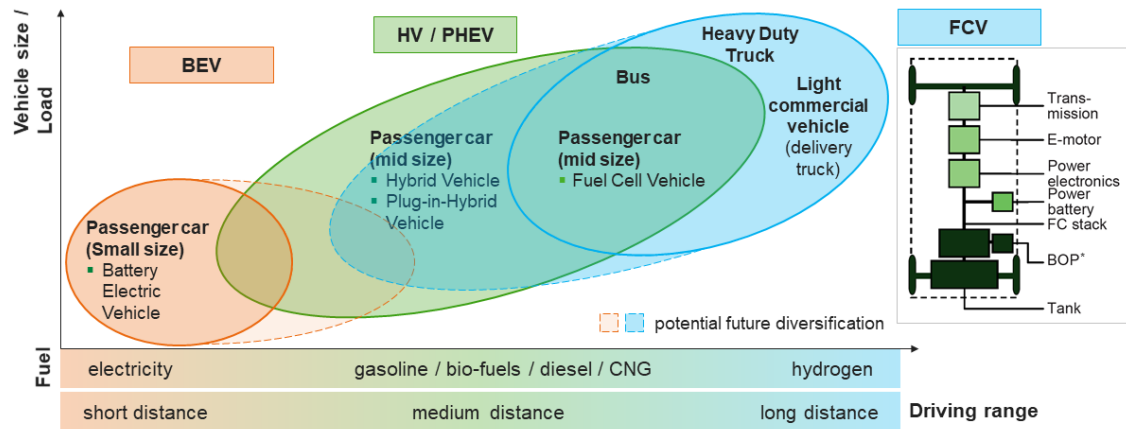 Vehicle size /
Load
BEV
HV / PHEV
FCV
Heavy Duty
Truck
Bus
Light
commercial
vehicle
(delivery
truck)
Passenger car
(mid size)
Hybrid Vehicle
Plug-in-Hybrid
Vehicle
Passenger car
(mid size)
Fuel Cell Vehicle
Passenger car
(Small size)
Battery
Electric
Vehicle
Trans-
mission
E-motor
Power
electronics
Power
battery
FC stack
BOP*
Tank
potential future diversification
Fuel
electricity
gasoline / bio-fuels / diesel / CNG
hydrogen
short distance
medium distance
long distance
Driving range